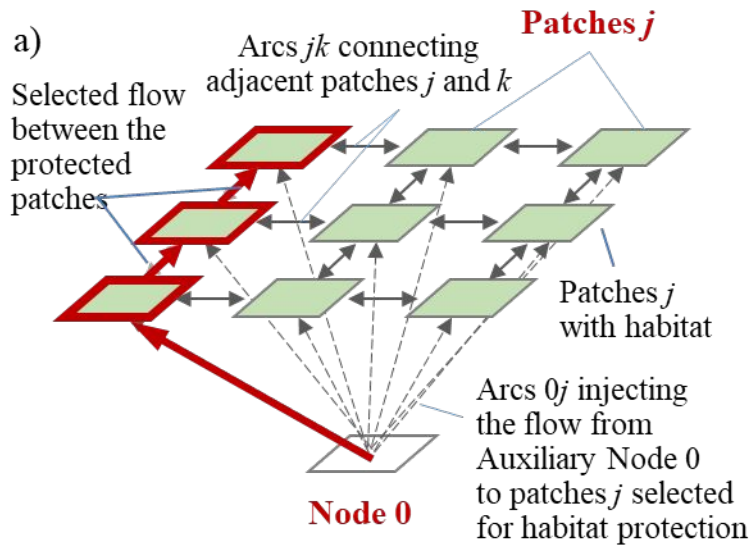 a)
Patches j
Arcs jk connecting
adjacent patches j and k
Selected flow
between the
protected
patches
Patches j
with habitat
Arcs 0j injecting
the flow from
Auxiliary Node 0
to patches j selected
for habitat protection
Node 0